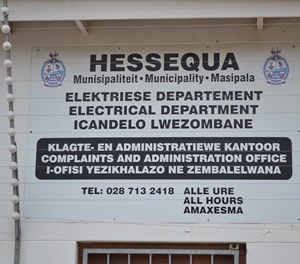 HESSEQUA
Munisipaliteit • Municipality • Masipala
ELEKTRIESE DEPARTEMENT
ELECTRICAL DEPARTMENT
ICANDELO LWEZOMBANE
KLAGTE- EN ADMINISTRATIEWE KANTOOR
COMPLAINTS AND ADMINISTRATION OFFICE
I-OFISI YEZIKHALAZO NE ZEMBALELWANA
TEL: 028 713 2418 ALLE URE
ALL HOURS
AMAXESMA